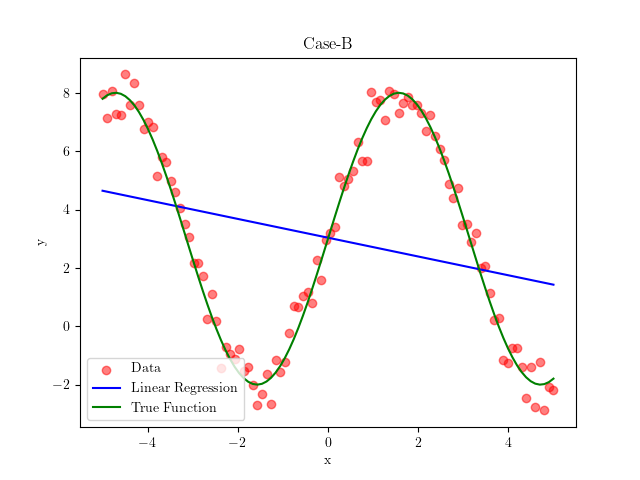 Case-B
y
8
6
4
2
0
−2
Data
Linear Regression
True Function
−4 −2 0 2 4
x